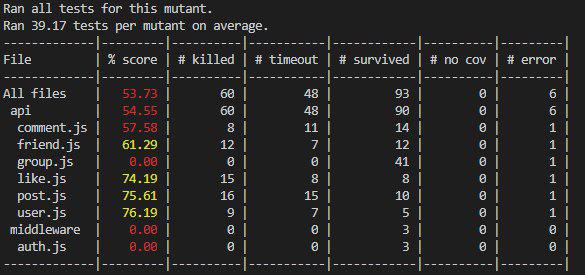 Ran all tests for this mutant.
Ran 39.17 tests per mutant on average.
-------------|---------|----------|-----------|------------|----------|---------|
File         | % score | # killed | # timeout | # survived | # no cov | # error |
-------------|---------|----------|-----------|------------|----------|---------|
All files    |   53.73 |       60 |        48 |         93 |        0 |       6 |
 api         |   54.55 |       60 |        48 |         90 |        0 |       6 |
  comment.js |   57.58 |        8 |        11 |         14 |        0 |       1 |
  friend.js  |   61.29 |       12 |         7 |         12 |        0 |       1 |
  group.js   |    0.00 |        0 |         0 |         41 |        0 |       1 |
  like.js    |   74.19 |       15 |         8 |          8 |        0 |       1 |
  post.js    |   75.61 |       16 |        15 |         10 |        0 |       1 |
  user.js    |   76.19 |        9 |         7 |          5 |        0 |       1 |
 middleware  |    0.00 |        0 |         0 |          3 |        0 |       0 |
  auth.js    |    0.00 |        0 |         0 |          3 |        0 |       0 |
-------------|---------|----------|-----------|------------|----------|---------|